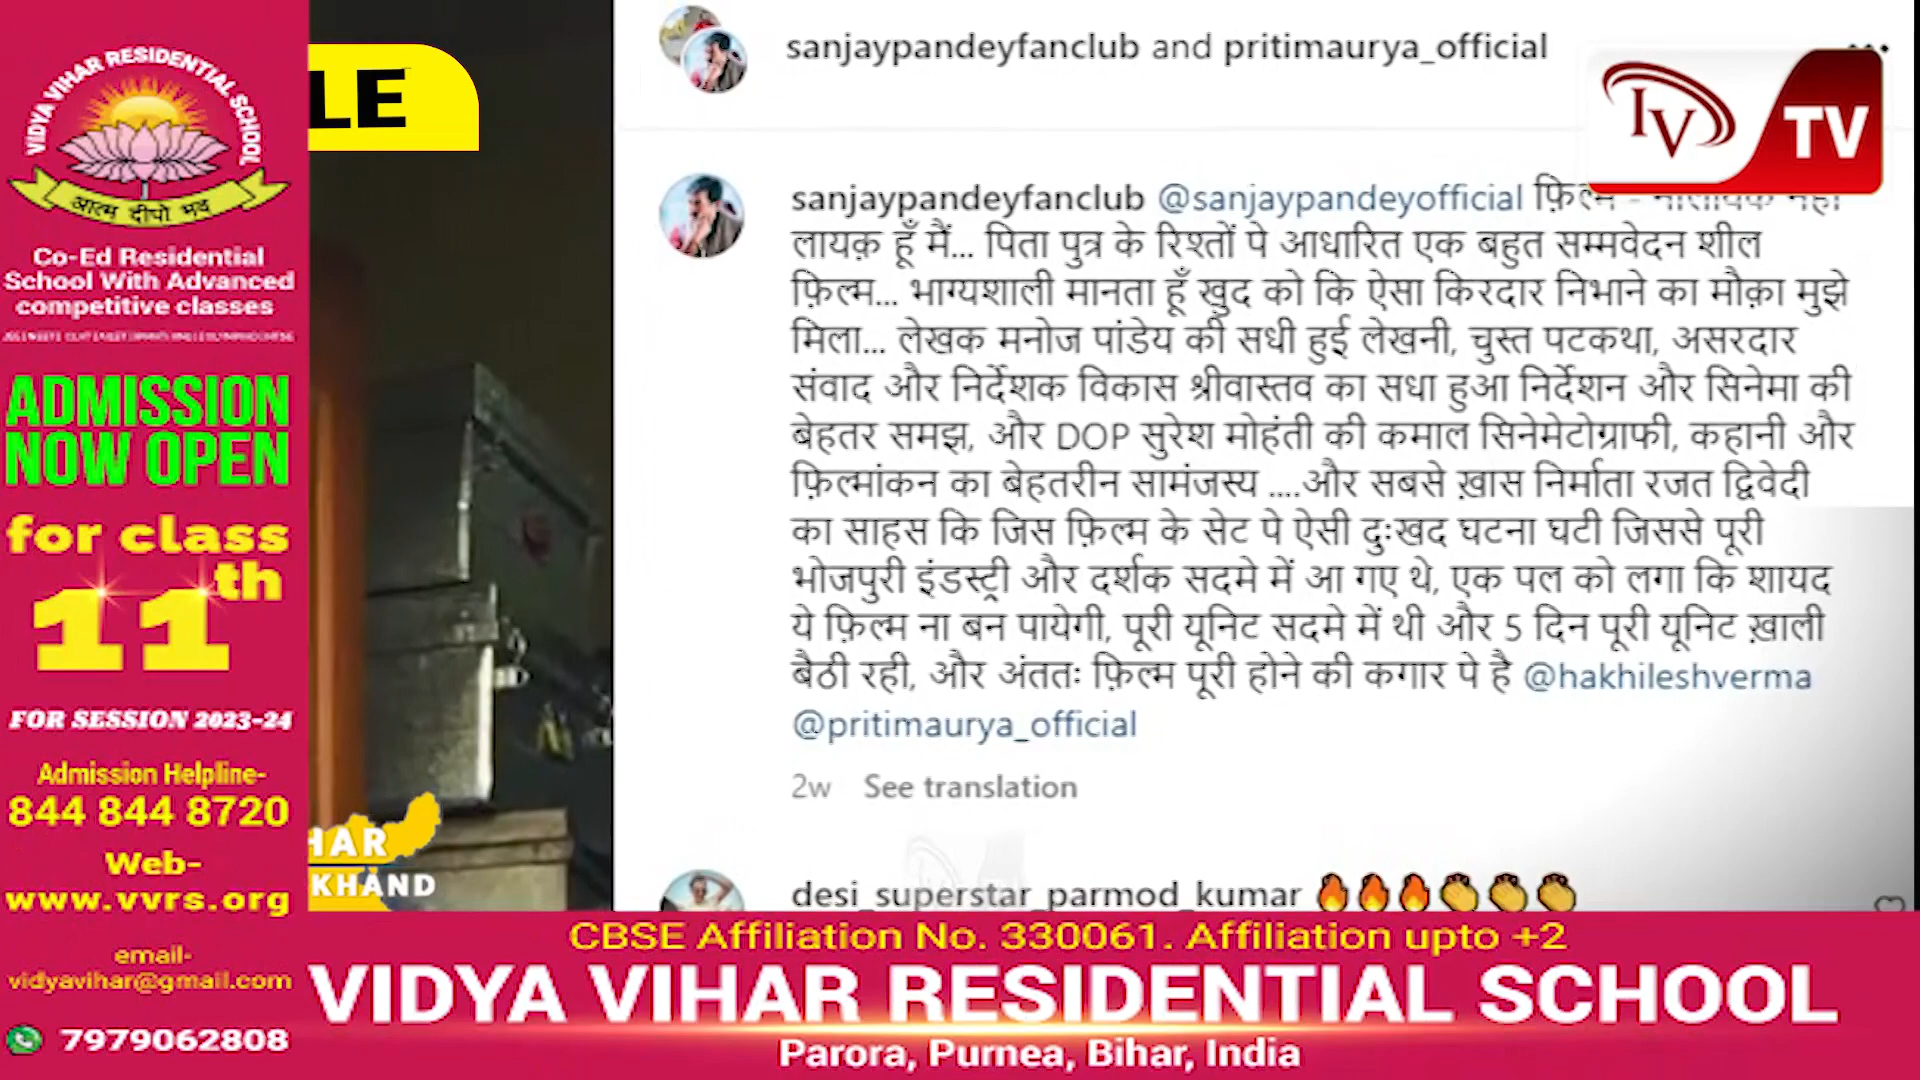 VIDYA VIHAR RESIDENTIAL SCHOOL
आत्म दीपो भव
Co-Ed Residential
School With Advanced
competitive classes
ADMISSION
NOW OPEN
for class
11th
FOR SESSION 2023-24
Admission Helpline-
844 844 8720
Web-
www.vvrs.org
email-
vidyavihar@gmail.com
7979062808
LE
HAR
KHAND
sanjaypandeyfanclub and priTimaurya_official
IV TV
sanjaypandeyfanclub @sanjaypandeyofficial फ़िल्म -
लायक़ हूँ मैं... पिता पुत्र के रिश्तों पे आधारित एक बहुत सम्मवेदन शील
फ़िल्म... भाग्यशाली मानता हूँ खुद को कि ऐसा किरदार निभाने का मौक़ा मुझे
मिला... लेखक मनोज पांडेय की सधी हुई लेखनी, चुस्त पटकथा, असरदार
संवाद और निर्देशक विकास श्रीवास्तव का सधा हुआ निर्देशन और सिनेमा की
बेहतर समझ, और DOP सुरेश मोहंती की कमाल सिनेमेटोग्राफी, कहानी और
फ़िल्मांकन का बेहतरीन सामंजस्य ....और सबसे ख़ास निर्माता रजत द्विवेदी
का साहस कि जिस फ़िल्म के सेट पे ऐसी दुःखद घटना घटी जिससे पूरी
भोजपुरी इंडस्ट्री और दर्शक सदमे में आ गए थे, एक पल को लगा कि शायद
ये फ़िल्म ना बन पायेगी, पूरी यूनिट सदमे में थी और 5 दिन पूरी यूनिट ख़ाली
बैठी रही, और अंततः फ़िल्म पूरी होने की कगार पे है @hakhileshverma
@pritimaurya_official
2w See translation
desi_superstar_parmod_kumar 🔥🔥🔥👏👏👏
CBSE Affiliation No. 330061. Affiliation upto +2
VIDYA VIHAR RESIDENTIAL SCHOOL
Parora, Purnea, Bihar, India